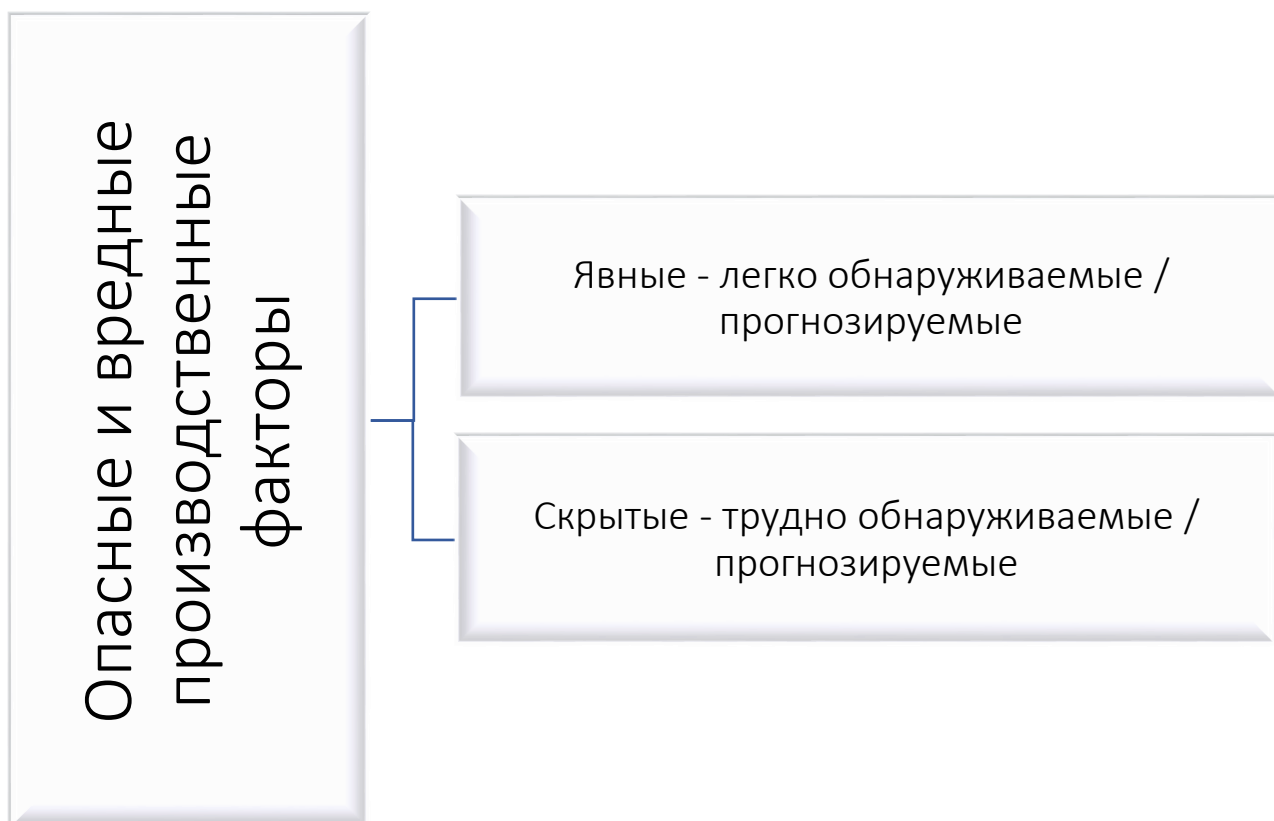 Опасные и вредные
производственные
факторы
Явные - легко обнаруживаемые /
прогнозируемые
Скрытые - трудно обнаруживаемые /
прогнозируемые